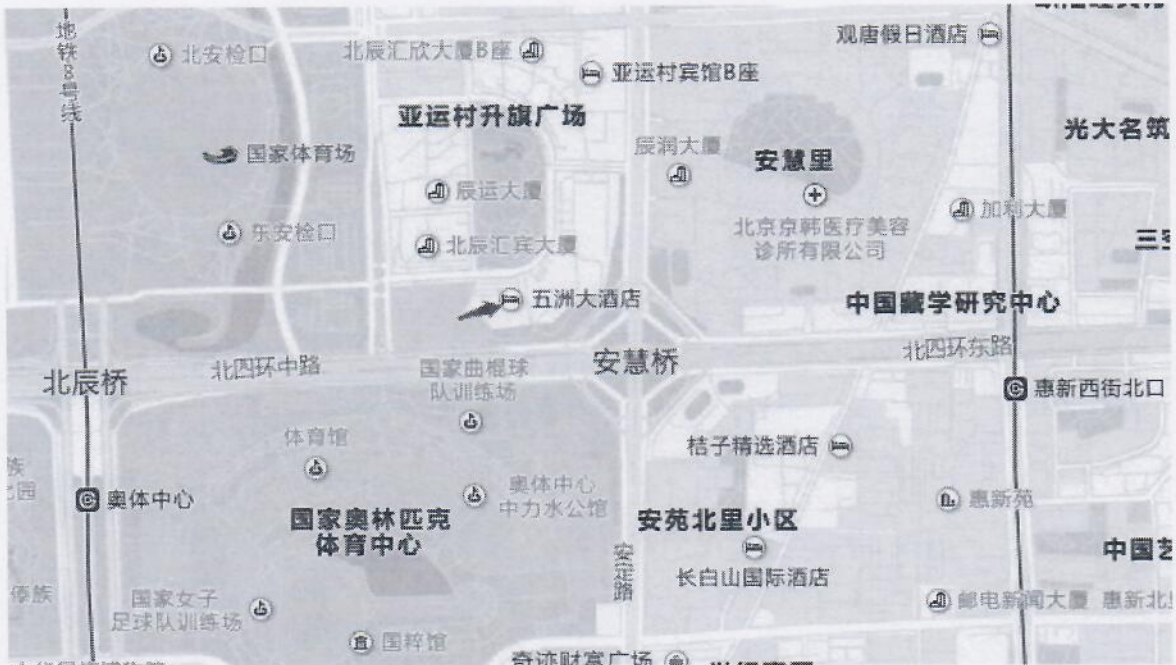 地铁8号线
北安检口
北辰汇欣大厦B座
亚运村宾馆B座
观唐假日酒店
亚运村升旗广场
光大名筑
国家体育场
辰润大厦
安慧里
辰运大厦
加利大厦
东安检口
北京京韩医疗美容
诊所有限公司
北辰汇宾大厦
五洲大酒店
中国藏学研究中心
北四环东路
安慧桥
北四环中路
国家曲棍球
队训练场
北辰桥
惠新西街北口
体育馆
桔子精选酒店
奥体中心
奥体中心
中力水公馆
惠新苑
国家奥林匹克
体育中心
安苑北里小区
安定路
中国艺
长白山国际酒店
傣族
国家女子
足球队训练场
邮电新闻大厦
惠新北
国粹馆
奇迹财富广场